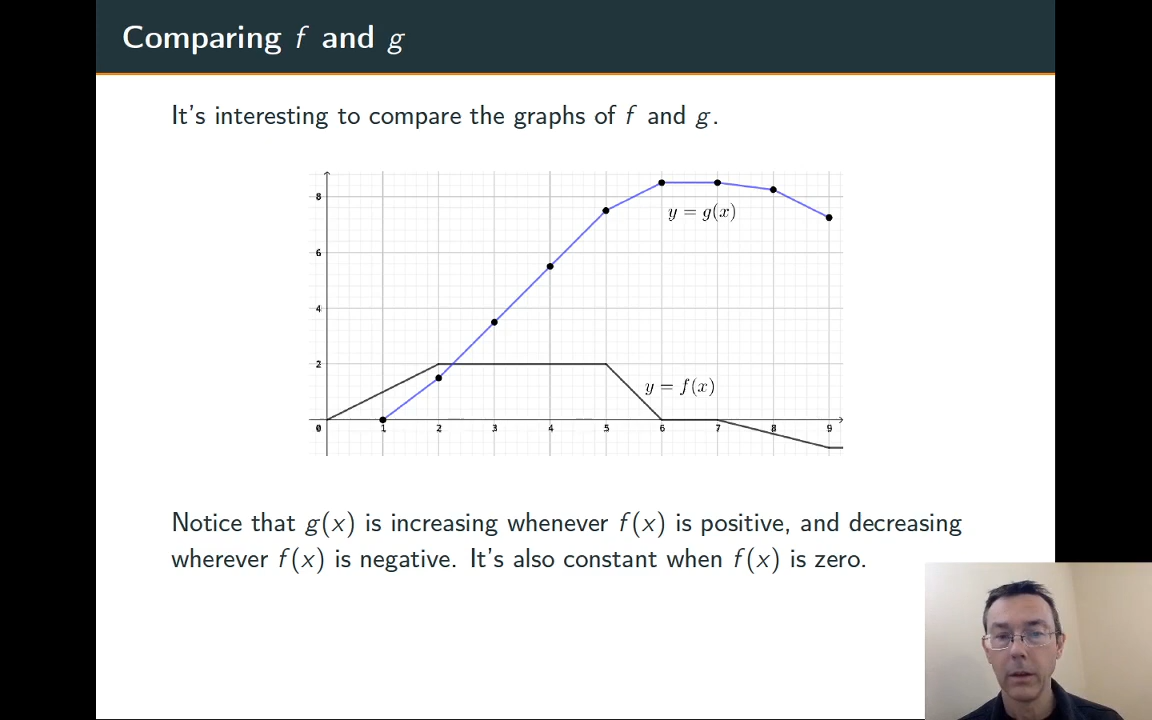 Comparing f and g
It's interesting to compare the graphs of f and g.
8
y = g(x)
6
4
2
y = f(x)
0 1 2 3 4 5 6 7 8 9
Notice that g(x) is increasing whenever f(x) is positive, and decreasing
wherever f(x) is negative. It's also constant when f(x) is zero.